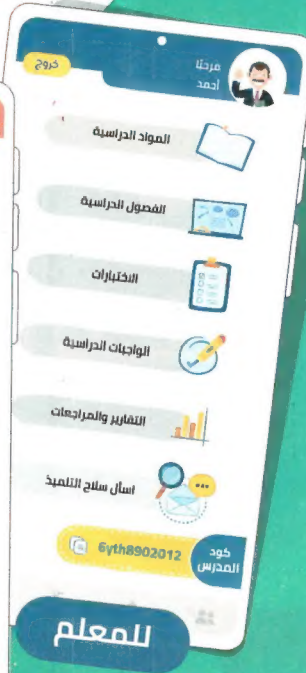 مرحبًا
أحمد
خروج
المواد الدراسية
الفصول الدراسية
الاختبارات
الواجبات الدراسية
التقارير والمراجعات
اسأل سلاح التلميذ
كود المدرس
6yth8902012
للمعلم